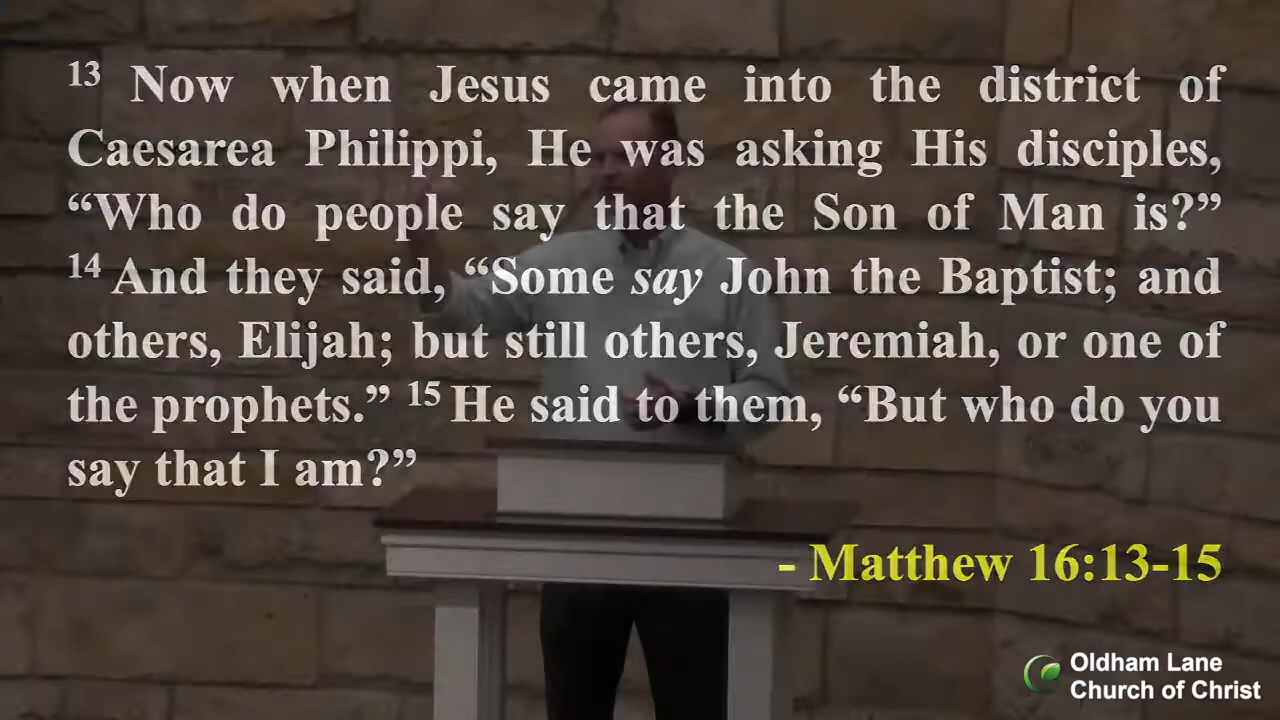 13 Now when Jesus came into the district of
Caesarea Philippi, He was asking His disciples,
“Who do people say that the Son of Man is?”
14 And they said, “Some say John the Baptist; and
others, Elijah; but still others, Jeremiah, or one of
the prophets.” 15 He said to them, “But who do you
say that I am?”
- Matthew 16:13-15
Oldham Lane
Church of Christ